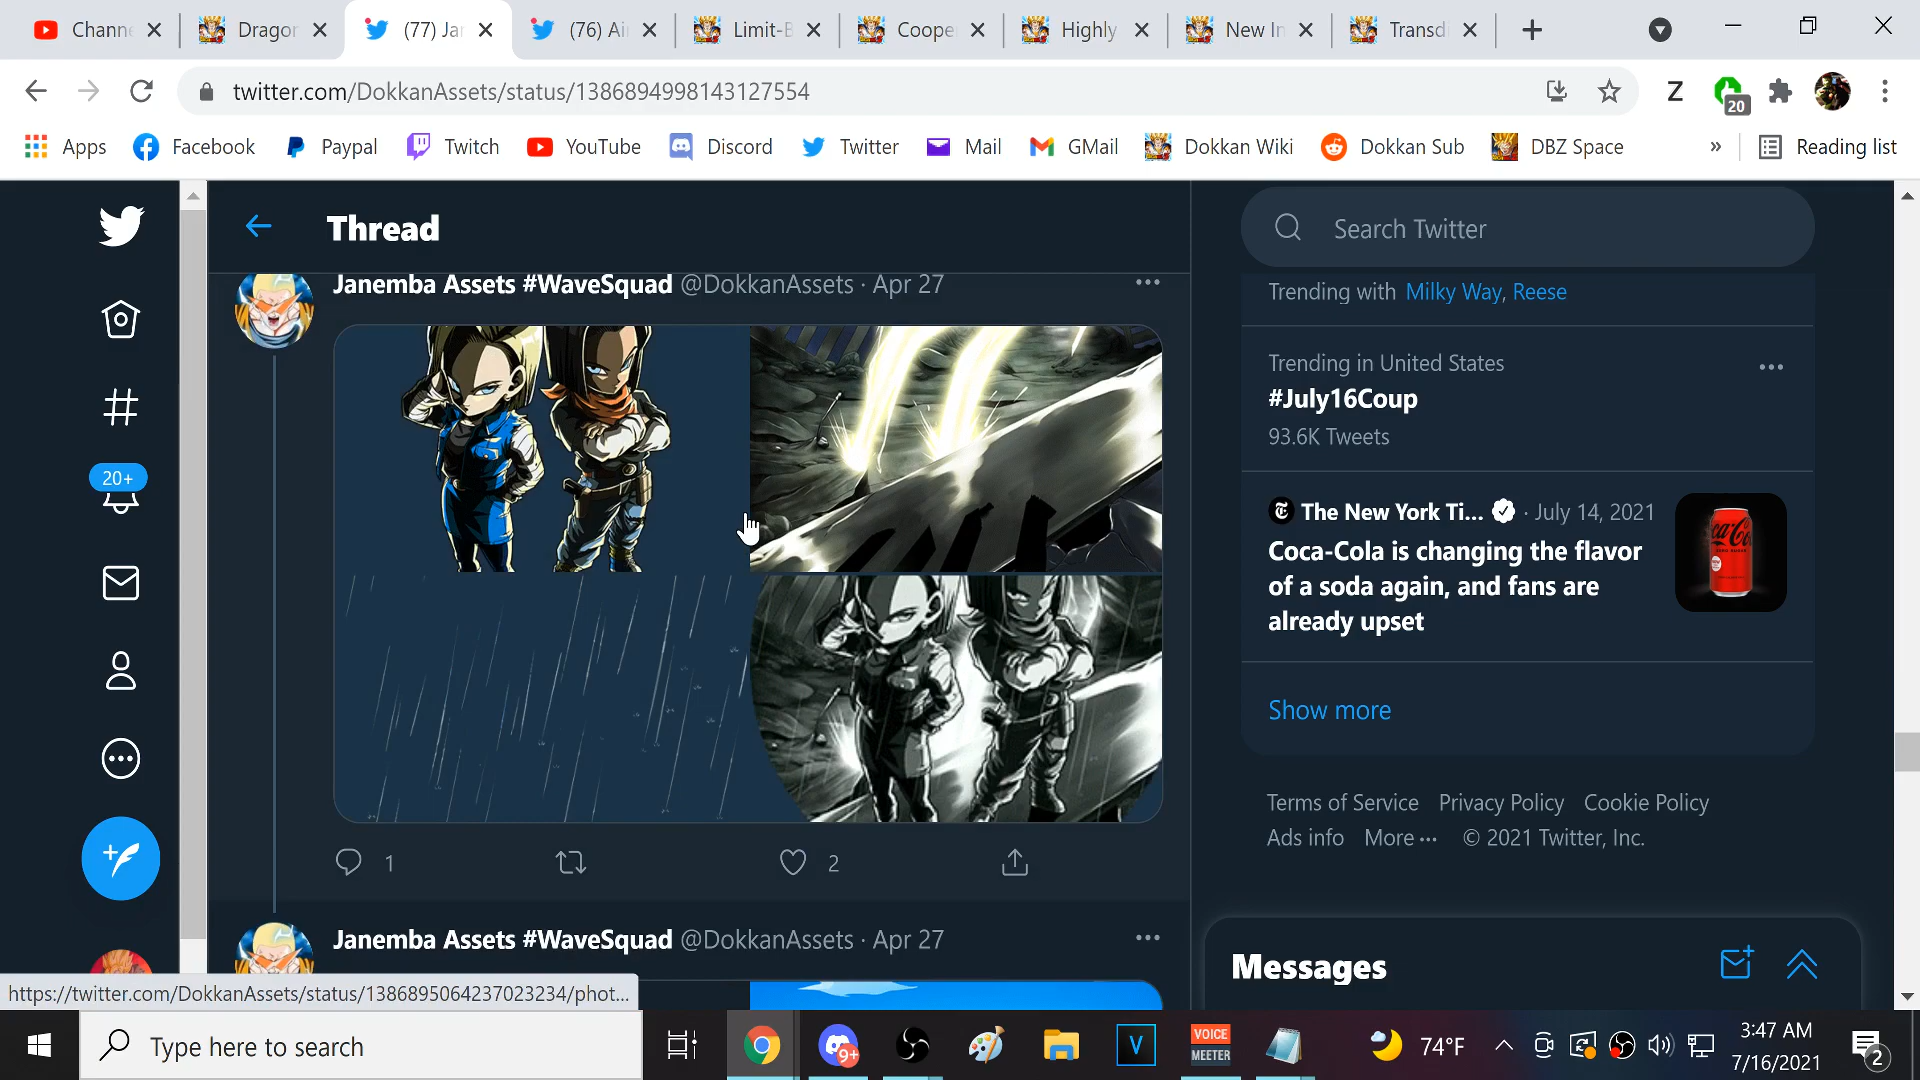 Chann
Dragor
(77) Ja
(76) Ai
Limit-B
Coope
Highly
New In
Transd
twitter.com/DokkanAssets/status/1386894998143127554
Z
20
Apps
Facebook
Paypal
Twitch
YouTube
Discord
Twitter
Mail
GMail
Dokkan Wiki
Dokkan Sub
DBZ Space
»
Reading list
Thread
Search Twitter
Janemba Assets #WaveSquad @DokkanAssets · Apr 27
Trending with Milky Way, Reese
Trending in United States
#July16Coup
93.6K Tweets
20+
The New York Ti... · July 14, 2021
Coca-Cola is changing the flavor
of a soda again, and fans are
already upset
Show more
Terms of Service Privacy Policy Cookie Policy
Ads info More ··· © 2021 Twitter, Inc.
1
2
Janemba Assets #WaveSquad @DokkanAssets · Apr 27
Messages
https://twitter.com/DokkanAssets/status/1386895064237023234/phot...
Type here to search
9+
V
VOICE
MEETER
74°F
3:47 AM
7/16/2021
2